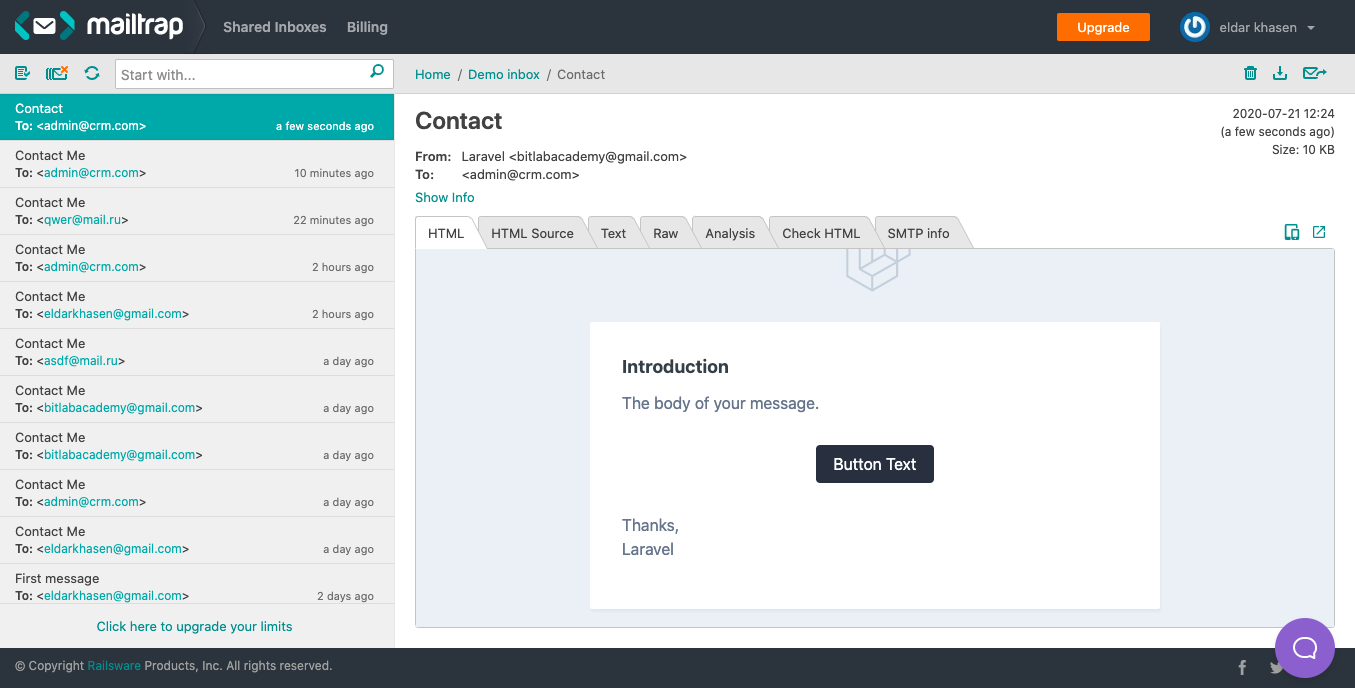 mailtrap
Shared Inboxes
Billing
Upgrade
eldar khasen
Start with...
Home / Demo inbox / Contact
Contact
To: <admin@crm.com>
a few seconds ago
Contact Me
To: <admin@crm.com>
10 minutes ago
Contact Me
To: <qwer@mail.ru>
22 minutes ago
Contact Me
To: <admin@crm.com>
2 hours ago
Contact Me
To: <eldarkhasen@gmail.com>
2 hours ago
Contact Me
To: <asdf@mail.ru>
a day ago
Contact Me
To: <bitlabacademy@gmail.com>
a day ago
Contact Me
To: <bitlabacademy@gmail.com>
a day ago
Contact Me
To: <admin@crm.com>
a day ago
Contact Me
To: <eldarkhasen@gmail.com>
a day ago
First message
To: <eldarkhasen@gmail.com>
2 days ago
Click here to upgrade your limits
Contact
2020-07-21 12:24
(a few seconds ago)
Size: 10 KB
From: Laravel <bitlabacademy@gmail.com>
To: <admin@crm.com>
Show Info
HTML
HTML Source
Text
Raw
Analysis
Check HTML
SMTP info
Introduction
The body of your message.
Button Text
Thanks,
Laravel
© Copyright Railsware Products, Inc. All rights reserved.